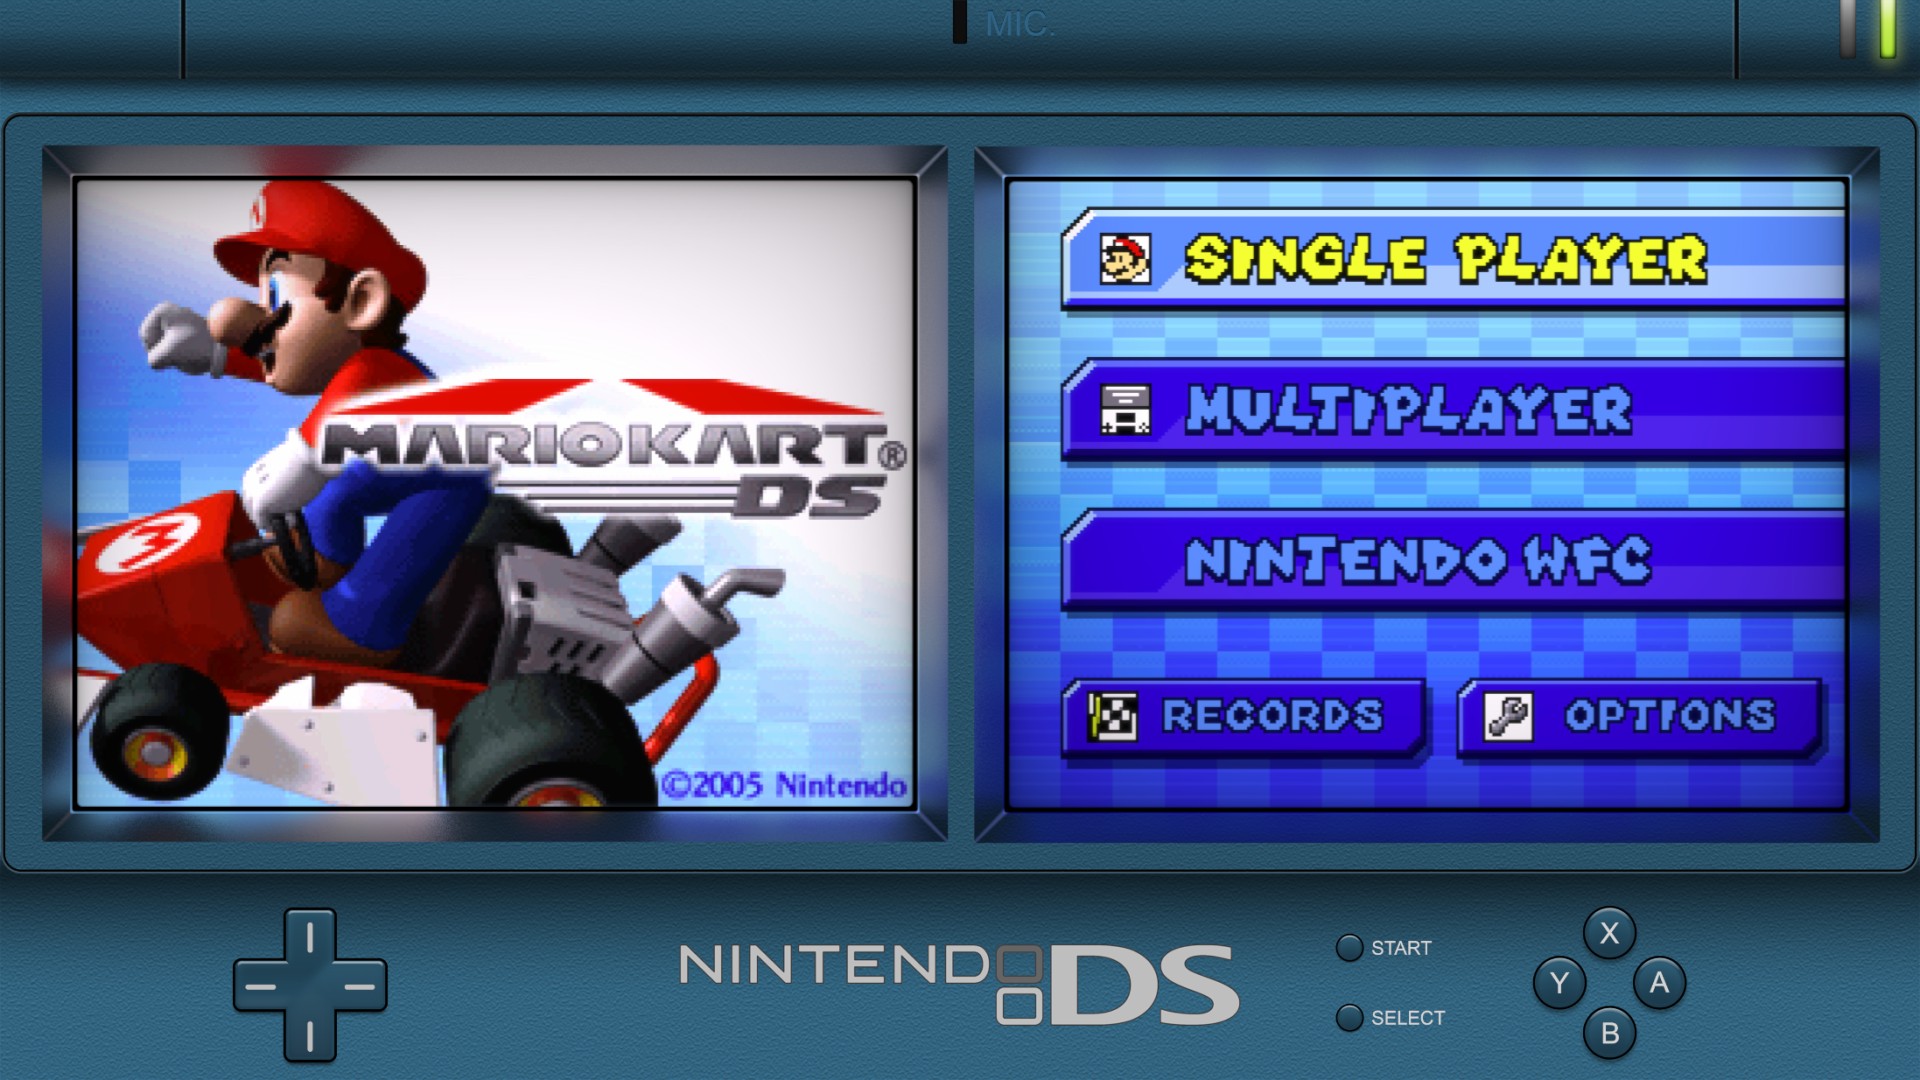 MIC.
M
M
MARIOKART®
DS
©2005 Nintendo
SINGLE PLAYER
MULTIPLAYER
NINTENDO WFC
RECORDS
OPTIONS
NINTENDO DS
START
SELECT
X
Y
A
B